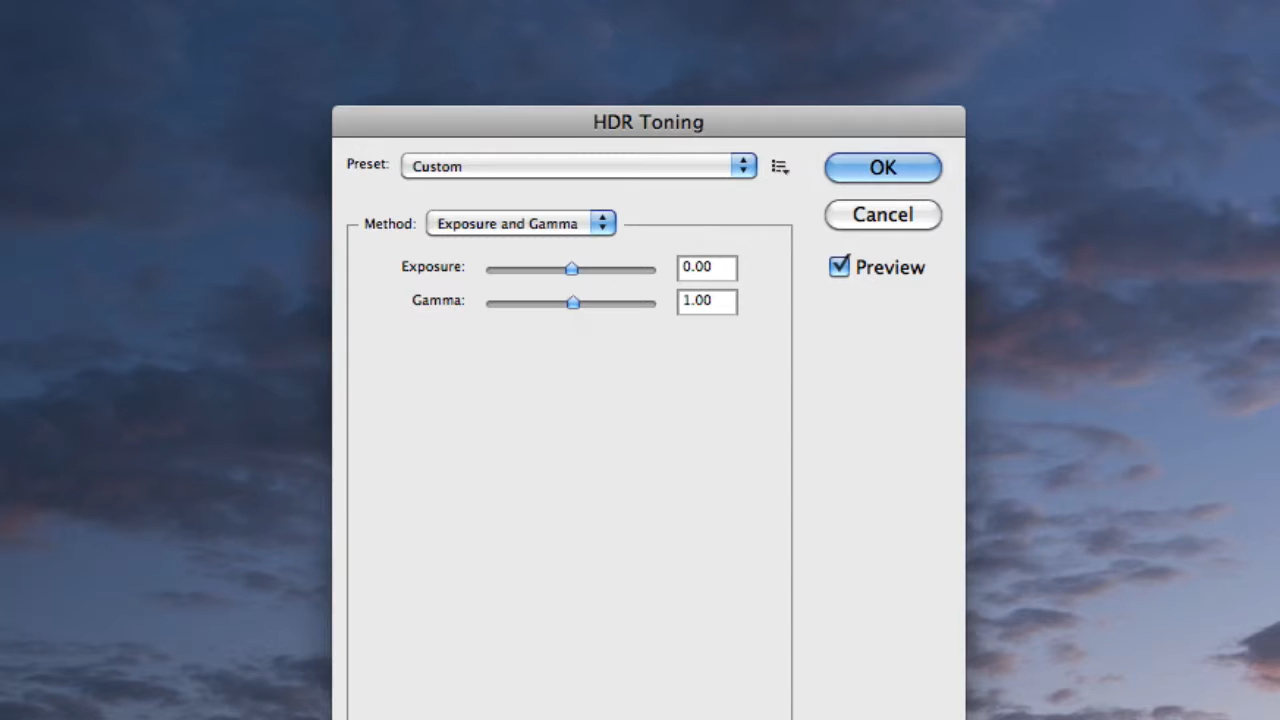 HDR Toning
Preset: Custom
OK
Method: Exposure and Gamma
Cancel
Exposure: 0.00
Preview
Gamma: 1.00